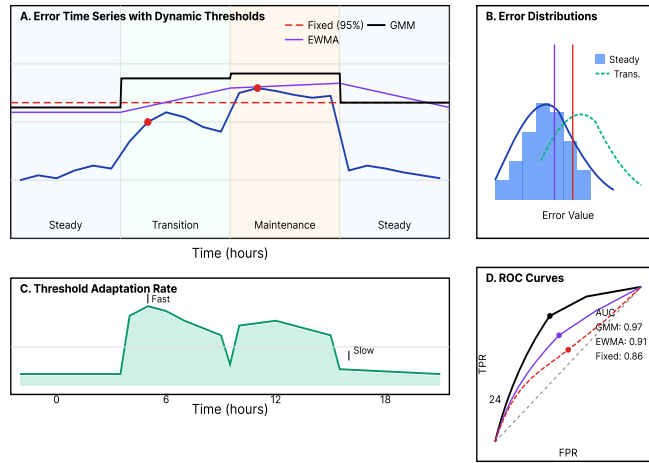 A. Error Time Series with Dynamic Thresholds
Fixed (95%)
GMM
EWMA
Steady
Transition
Maintenance
Steady
Time (hours)
B. Error Distributions
Steady
Trans.
Error Value
C. Threshold Adaptation Rate
Fast
Slow
0
6
12
18
24
Time (hours)
D. ROC Curves
AUC
GMM: 0.97
EWMA: 0.91
Fixed: 0.86
TPR
FPR